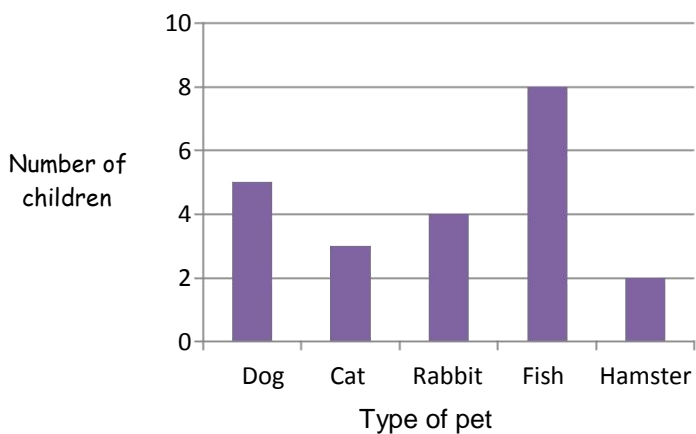 10
8
6
4
2
0
Number of
children
Dog Cat Rabbit Fish Hamster
Type of pet